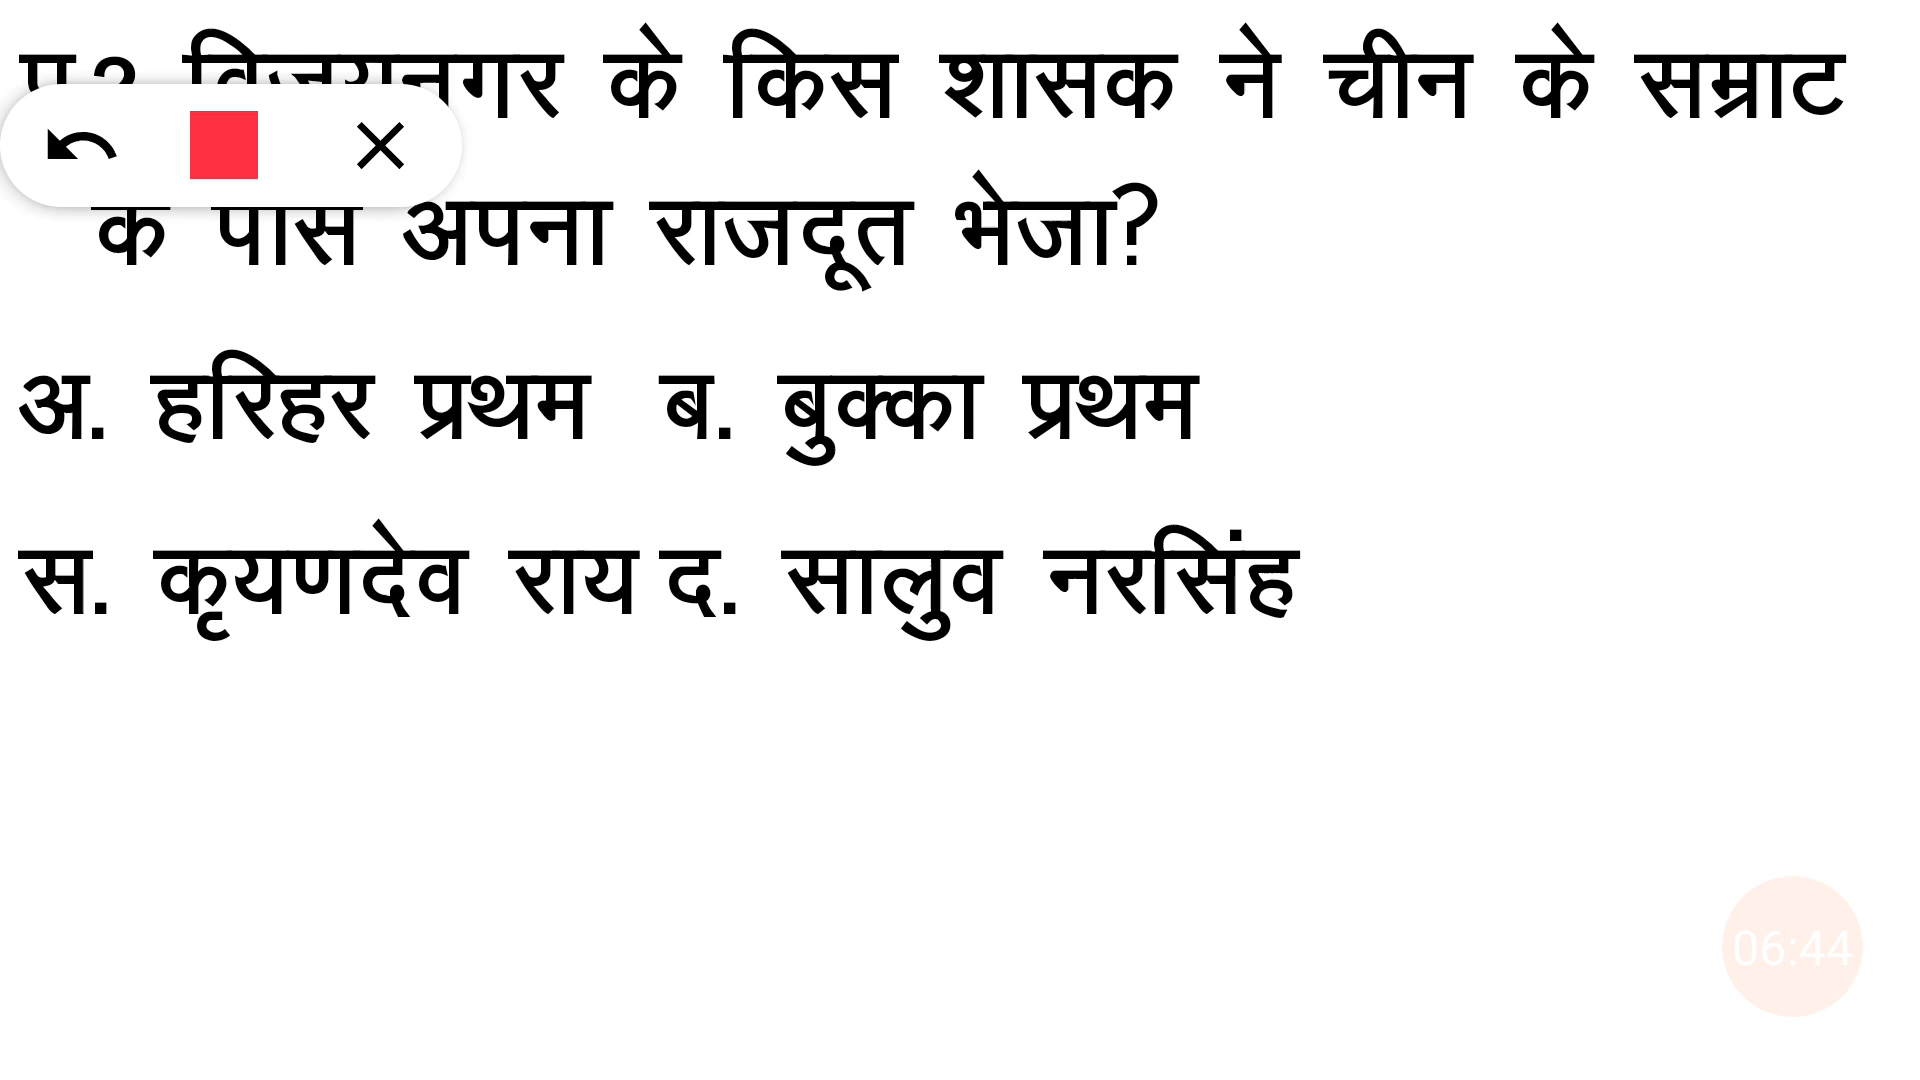 विजयनगर के किस शासक ने चीन के सम्राट
के पास अपना राजदूत भेजा?
अ. हरिहर प्रथम ब. बुक्का प्रथम
स. कृयणदेव राय द. सालुव नरसिंह
06:44